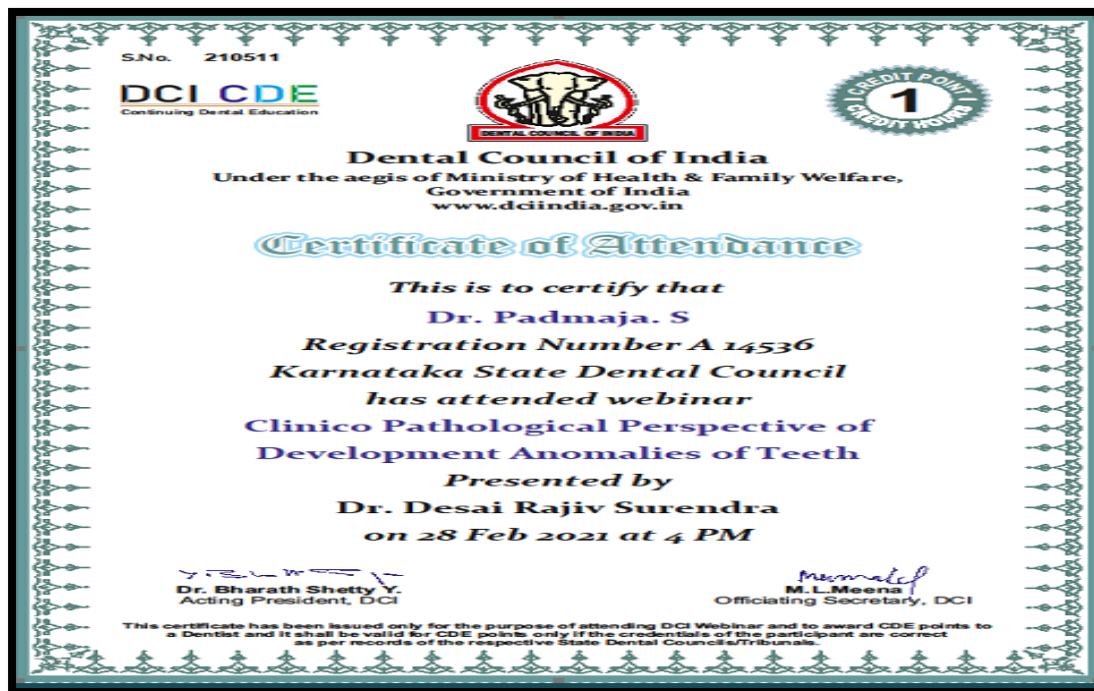 S.No. 210511
DCI CDE
Continuing Dental Education
DENTAL COUNCIL OF INDIA
CREDIT POINT
1
CREDIT HOURS
Dental Council of India
Under the aegis of Ministry of Health & Family Welfare,
Government of India
www.dciindia.gov.in
Certificate of Attendance
This is to certify that
Dr. Padmaja. S
Registration Number A 14536
Karnataka State Dental Council
has attended webinar
Clinico Pathological Perspective of
Development Anomalies of Teeth
Presented by
Dr. Desai Rajiv Surendra
on 28 Feb 2021 at 4 PM
Dr. Bharath Shetty Y.
Acting President, DCI
M.L.Meena
Officiating Secretary, DCI
This certificate has been issued only for the purpose of attending DCI Webinar and to award CDE points to
a Dentist and it shall be valid for CDE points only if the credentials of the participant are correct
as per records of the respective State Dental Councils/Tribunals.